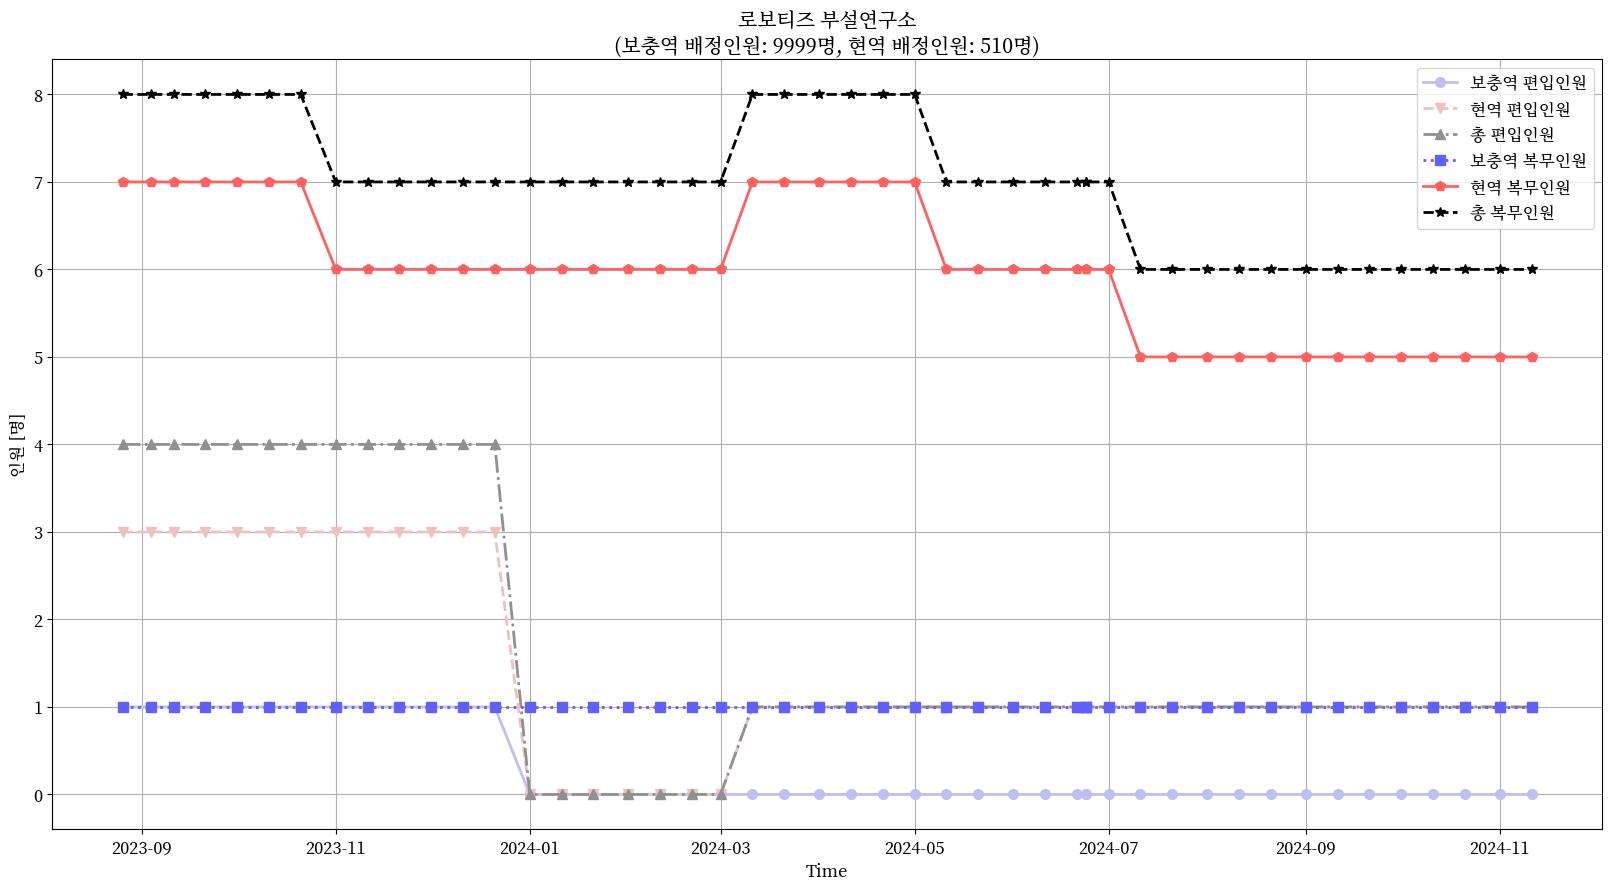 로보티즈 부설연구소
(보충역 배정인원: 9999명, 현역 배정인원: 510명)
보충역 편입인원
현역 편입인원
총 편입인원
보충역 복무인원
현역 복무인원
총 복무인원
8
7
6
5
4
3
2
1
0
인원 [명]
2023-09 2023-11 2024-01 2024-03 2024-05 2024-07 2024-09 2024-11
Time